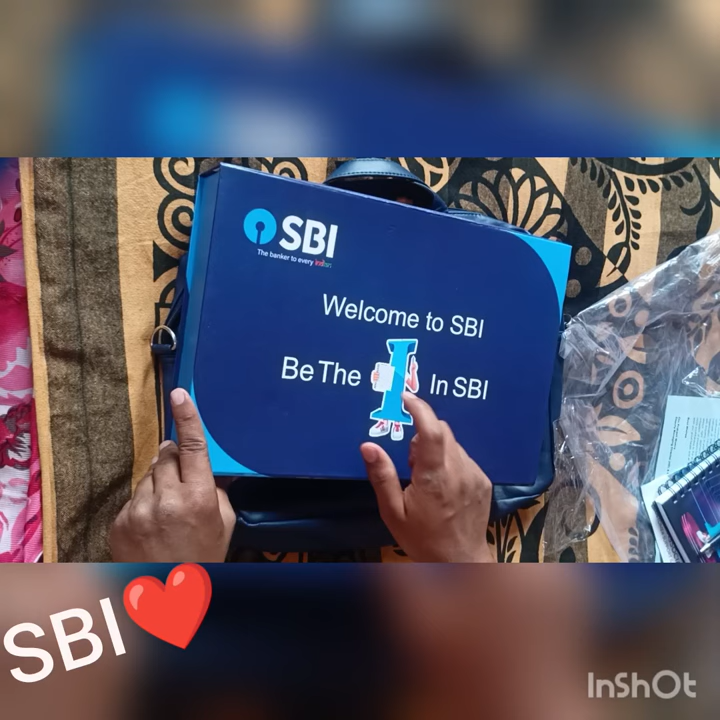 SBI
The banker to every Indian
Welcome to SBI
Be The I In SBI
SBI❤️
InShOt